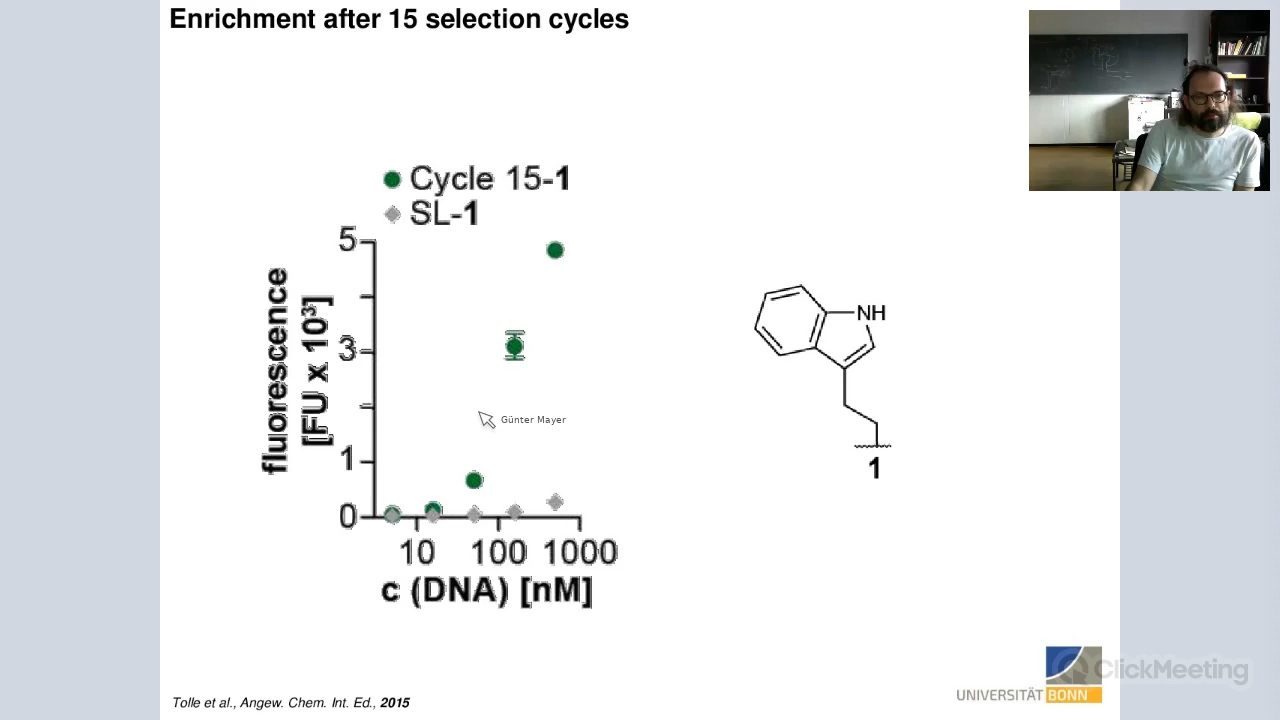 Enrichment after 15 selection cycles
Cycle 15-1
SL-1
5
3
1
0
fluorescence
[FU x 10³]
10 100 1000
c (DNA) [nM]
Günter Mayer
NH
1
ClickMeeting
UNIVERSITÄT BONN
Tolle et al., Angew. Chem. Int. Ed., 2015